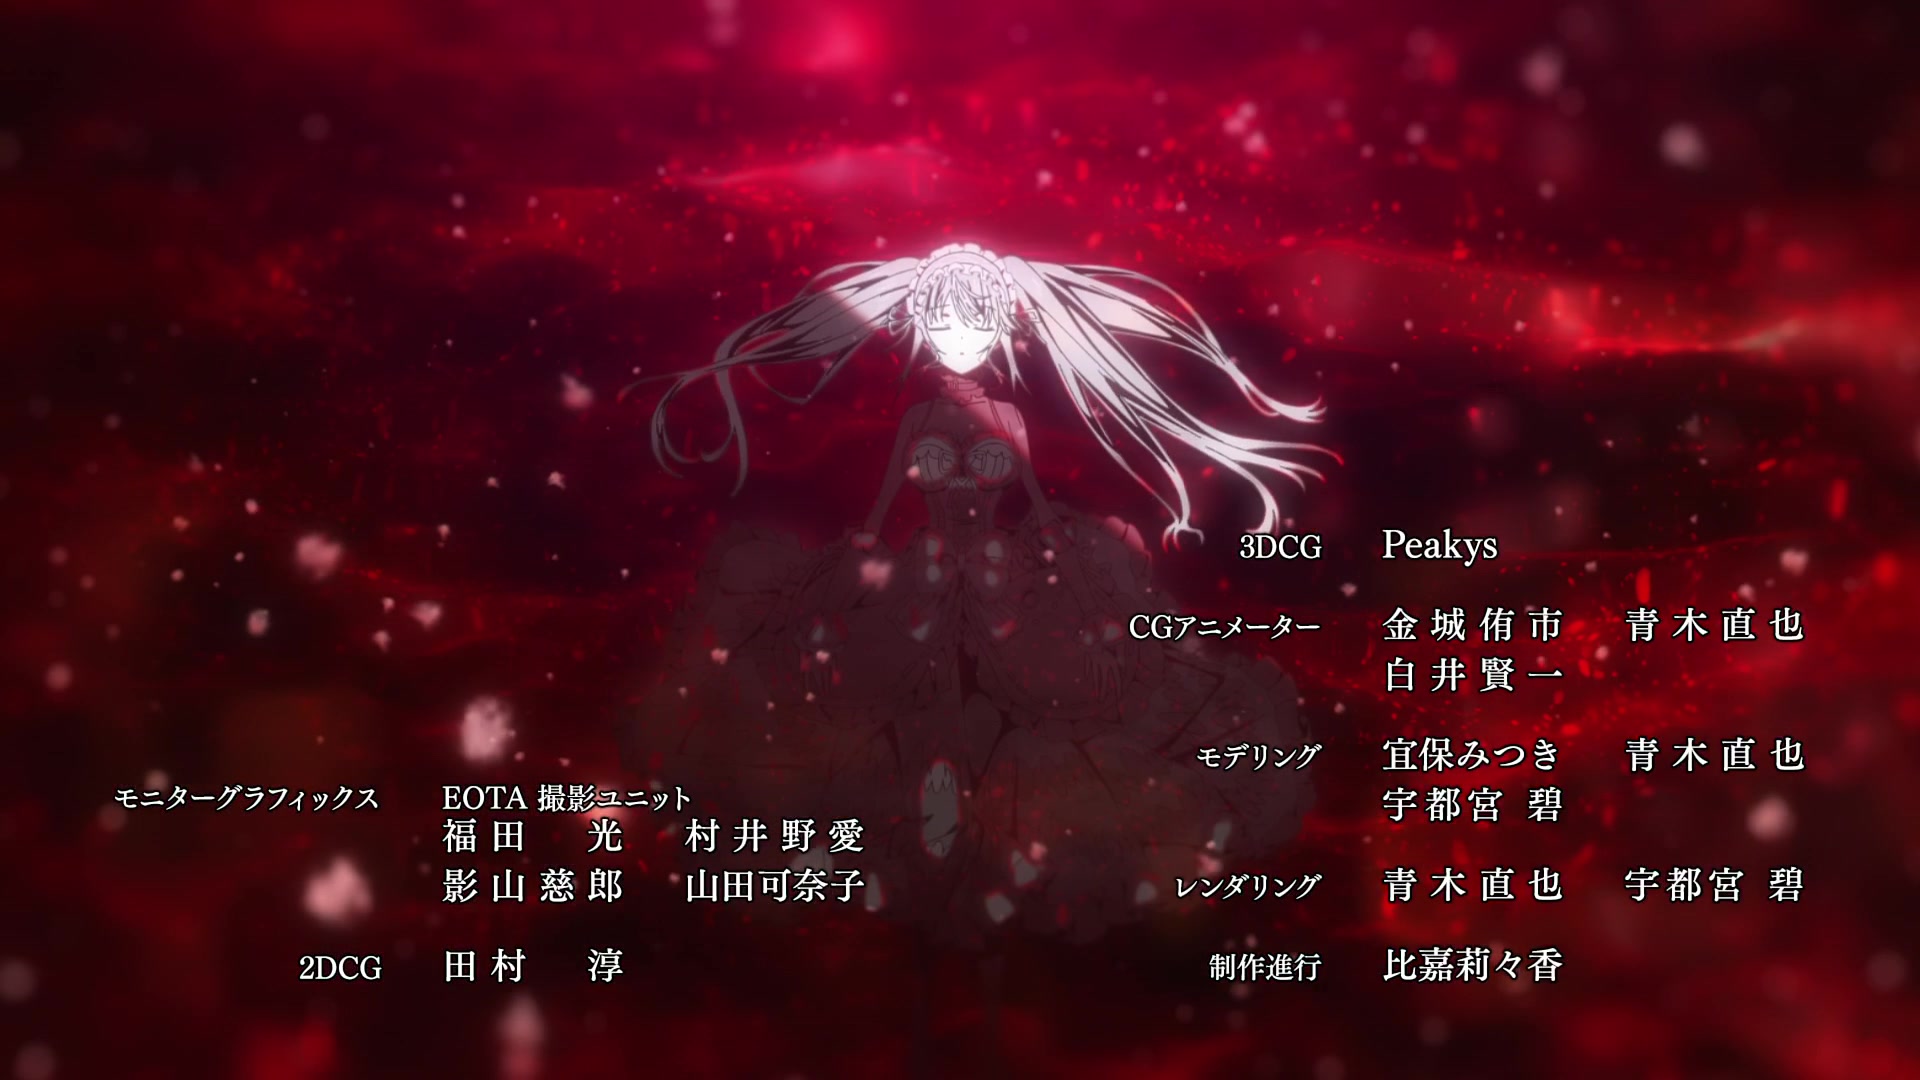 モニターグラフィックス EOTA 撮影ユニット
福田 光 村井野愛
影山慈郎 山田可奈子
2DCG 田村 淳
3DCG Peakys
CGアニメーター 金城侑市 青木直也
白井賢一
モデリング 宜保みつき 青木直也
宇都宮 碧
レンダリング 青木直也 宇都宮 碧
制作進行 比嘉莉々香